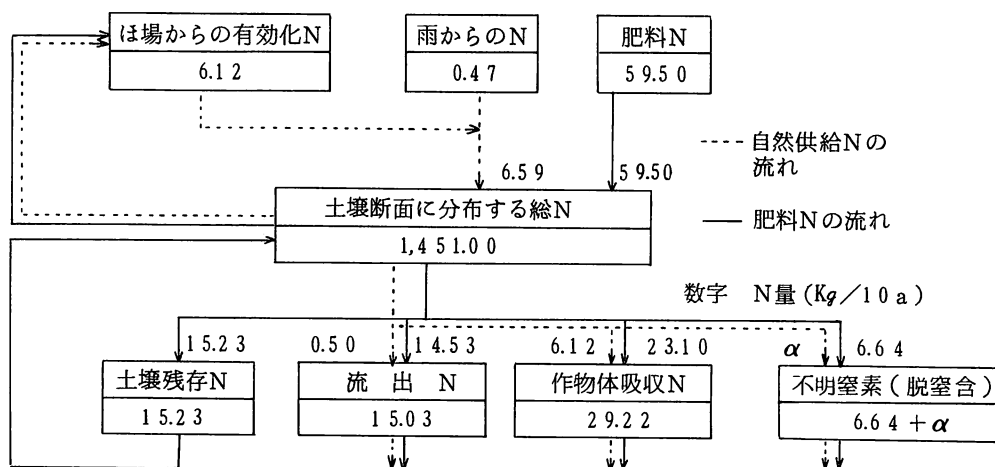 ほ場からの有効化N
6.12
雨からのN
0.47
肥料N
59.50
自然供給Nの
流れ
6.59
59.50
土壌断面に分布する総N
1,451.00
肥料Nの流れ
数字 N量(Kg/10a)
15.23
0.50
14.53
6.12
23.10
α
6.64
土壌残存N
15.23
流出N
15.03
作物体吸収N
29.22
不明窒素(脱窒含)
6.64+α